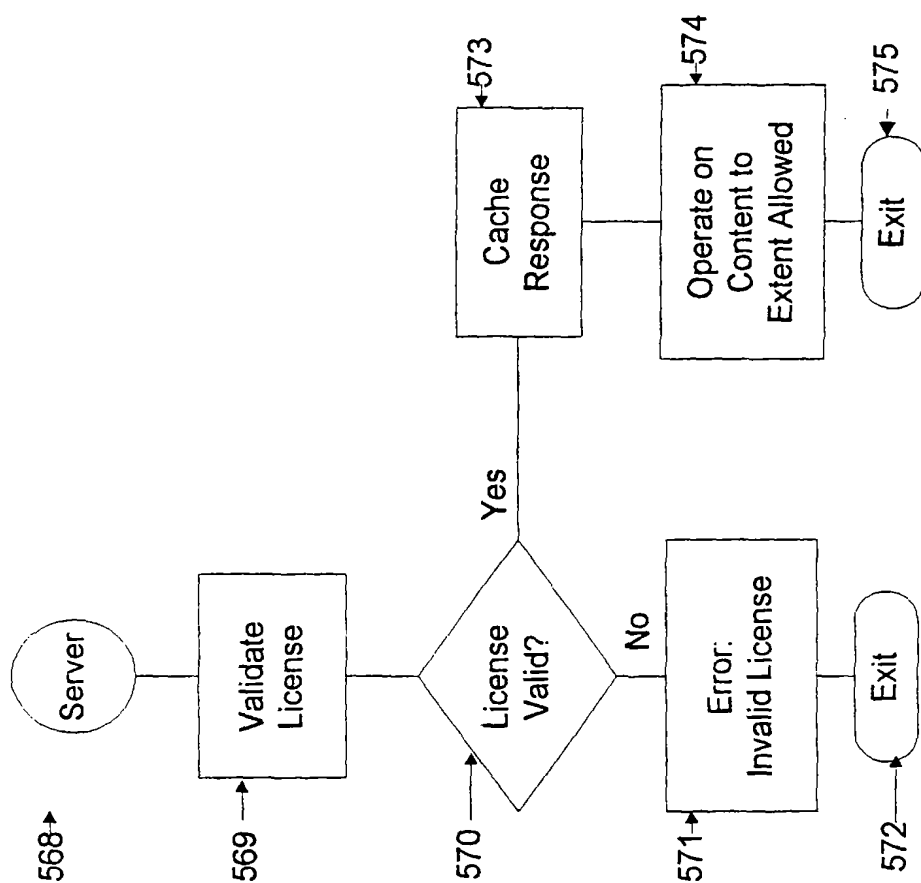 568
Server
569
Validate
License
570
License
Valid?
Yes
No
571
Error:
Invalid License
572
Exit
573
Cache
Response
574
Operate on
Content to
Extent Allowed
575
Exit